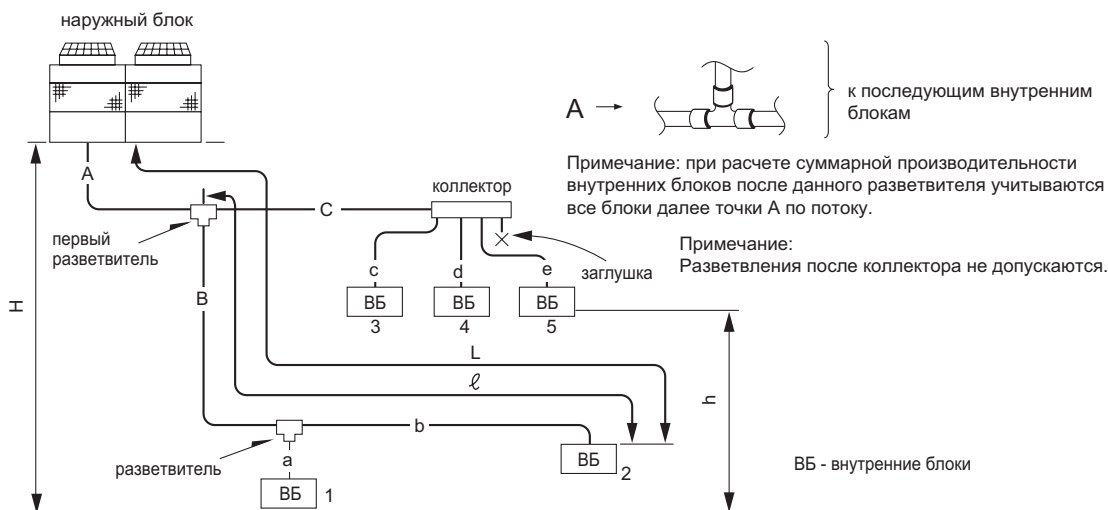 наружный блок
A
первый
разветвитель
C
коллектор
заглушка
c
d
e
ВБ
3
ВБ
4
ВБ
5
A
к последующим внутренним
блокам
Примечание: при расчете суммарной производительности
внутренних блоков после данного разветвителя учитываются
все блоки далее точки А по потоку.
Примечание:
Разветвления после коллектора не допускаются.
H
B
L
ℓ
h
разветвитель
a
b
ВБ
1
ВБ
2
ВБ - внутренние блоки